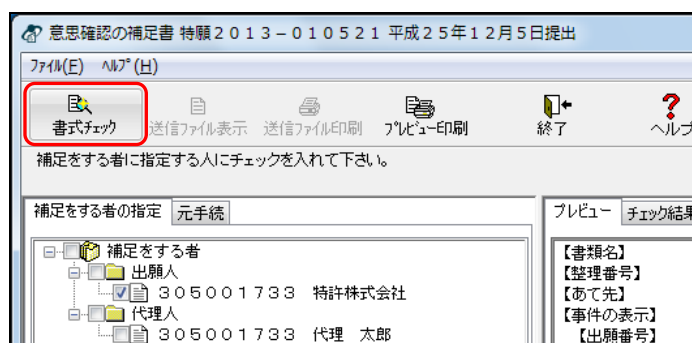 意思確認の補足書 特願２０１３－０１０５２１ 平成２５年１２月５日提出
ﾌｧｲﾙ(F) ﾍﾙﾌﾟ(H)
書式ﾁｪｯｸ 送信ﾌｧｲﾙ表示 送信ﾌｧｲﾙ印刷 ﾌﾟﾚﾋﾞｭｰ印刷 終了 ヘルプ
補足をする者に指定する人にチェックを入れて下さい。
補足をする者の指定 元手続
補足をする者
出願人
３０５００１７３３ 特許株式会社
代理人
３０５００１７３３ 代理 太郎
プレビュー チェック結果
【書類名】
【整理番号】
【あて先】
【事件の表示】
【出願番号】